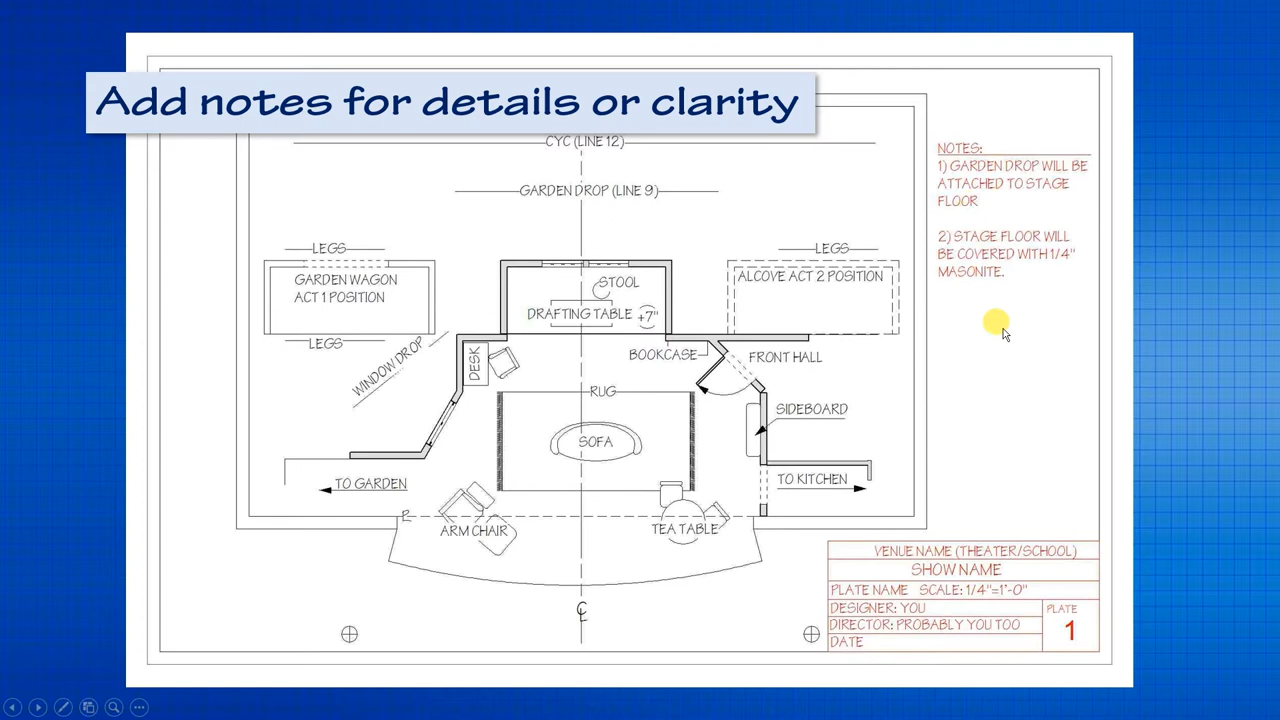 Add notes for details or clarity
CYC (LINE 12)
GARDEN DROP (LINE 9)
NOTES:
1) GARDEN DROP WILL BE
ATTACHED TO STAGE
FLOOR
2) STAGE FLOOR WILL
BE COVERED WITH 1/4"
MASONITE.
LEGS
LEGS
GARDEN WAGON
ACT 1 POSITION
STOOL
ALCOVE ACT 2 POSITION
DRAFTING TABLE
+7"
LEGS
WINDOW DROP
DESK
BOOKCASE
FRONT HALL
RUG
SIDEBOARD
SOFA
TO GARDEN
TO KITCHEN
ARM CHAIR
TEA TABLE
VENUE NAME (THEATER/SCHOOL)
SHOW NAME
PLATE NAME SCALE: 1/4"=1'-0"
DESIGNER: YOU
DIRECTOR: PROBABLY YOU TOO
DATE
PLATE
1